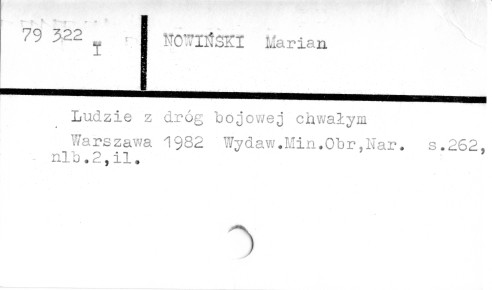 79 322 I
NOWIŃSKI Marian
Ludzie z dróg bojowej chwałym
Warszawa 1982 Wydaw.Min.Obr,Nar. s.262,
nlb.2,il.